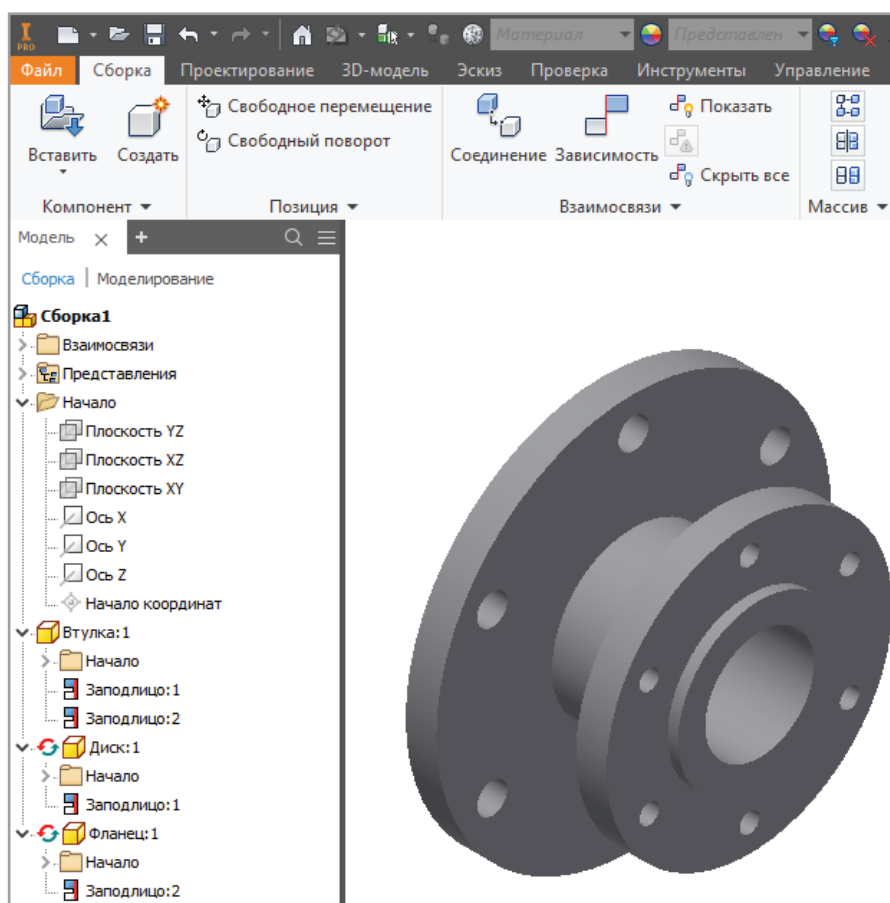 PRO Материал Представлен
Файл Сборка Проектирование 3D-модель Эскиз Проверка Инструменты Управление
Свободное перемещение Показать
Свободный поворот
Вставить Создать Соединение Зависимость
Скрыть все
Компонент Позиция Взаимосвязи Массив
Модель
Сборка | Моделирование
Сборка1
Взаимосвязи
Представления
Начало
Плоскость YZ
Плоскость XZ
Плоскость XY
Ось X
Ось Y
Ось Z
Начало координат
Втулка:1
Начало
Заподлицо:1
Заподлицо:2
Диск:1
Начало
Заподлицо:1
Фланец:1
Начало
Заподлицо:2